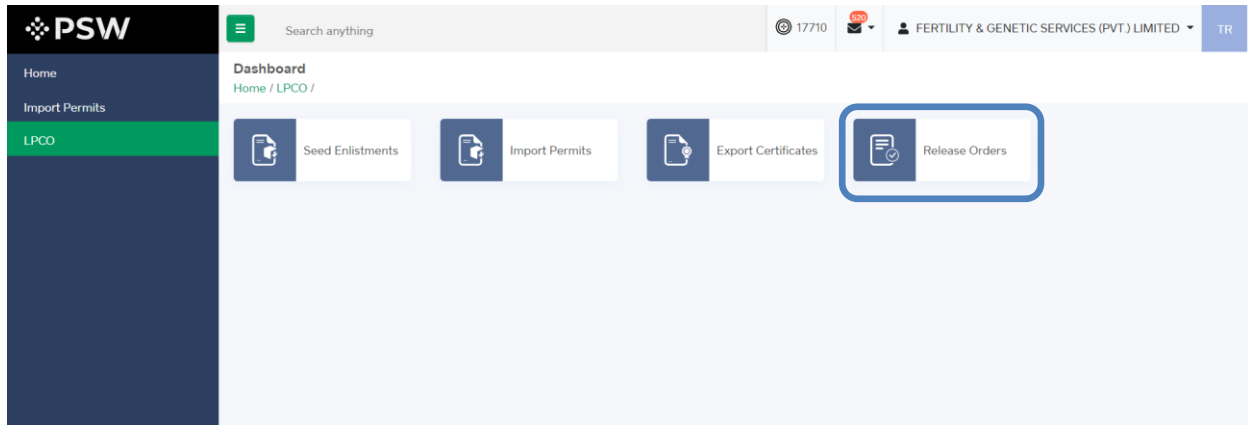 PSW
Search anything
17710
520
FERTILITY & GENETIC SERVICES (PVT.) LIMITED
TR
Home
Import Permits
LPCO
Dashboard
Home / LPCO /
Seed Enlistments
Import Permits
Export Certificates
Release Orders